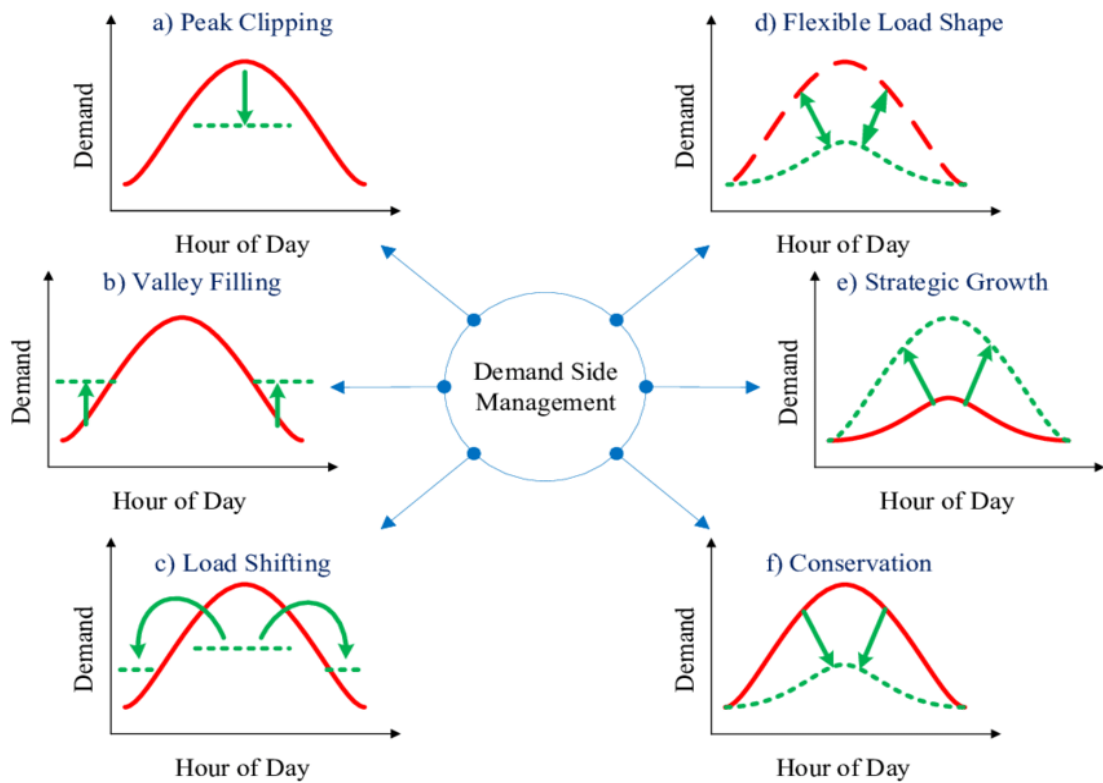 a) Peak Clipping
Demand
Hour of Day
b) Valley Filling
Demand
Hour of Day
c) Load Shifting
Demand
Hour of Day
Demand Side
Management
d) Flexible Load Shape
Demand
Hour of Day
e) Strategic Growth
Demand
Hour of Day
f) Conservation
Demand
Hour of Day